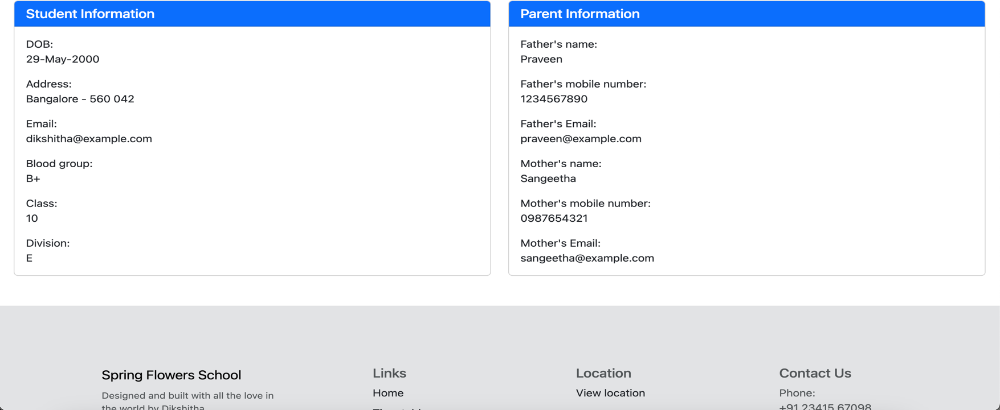 Student Information
DOB:
29-May-2000
Address:
Bangalore - 560 042
Email:
dikshitha@example.com
Blood group:
B+
Class:
10
Division:
E
Parent Information
Father's name:
Praveen
Father's mobile number:
1234567890
Father's Email:
praveen@example.com
Mother's name:
Sangeetha
Mother's mobile number:
0987654321
Mother's Email:
sangeetha@example.com
Spring Flowers School
Designed and built with all the love in
the world by Dikshitha
Links
Home
Location
View location
Contact Us
Phone:
+91 23415 67098